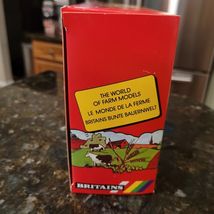 THE WORLD
OF FARM MODELS
LE MONDE DE LA FERME
BRITAINS BUNTE BAUERNWELT
BRITAINS